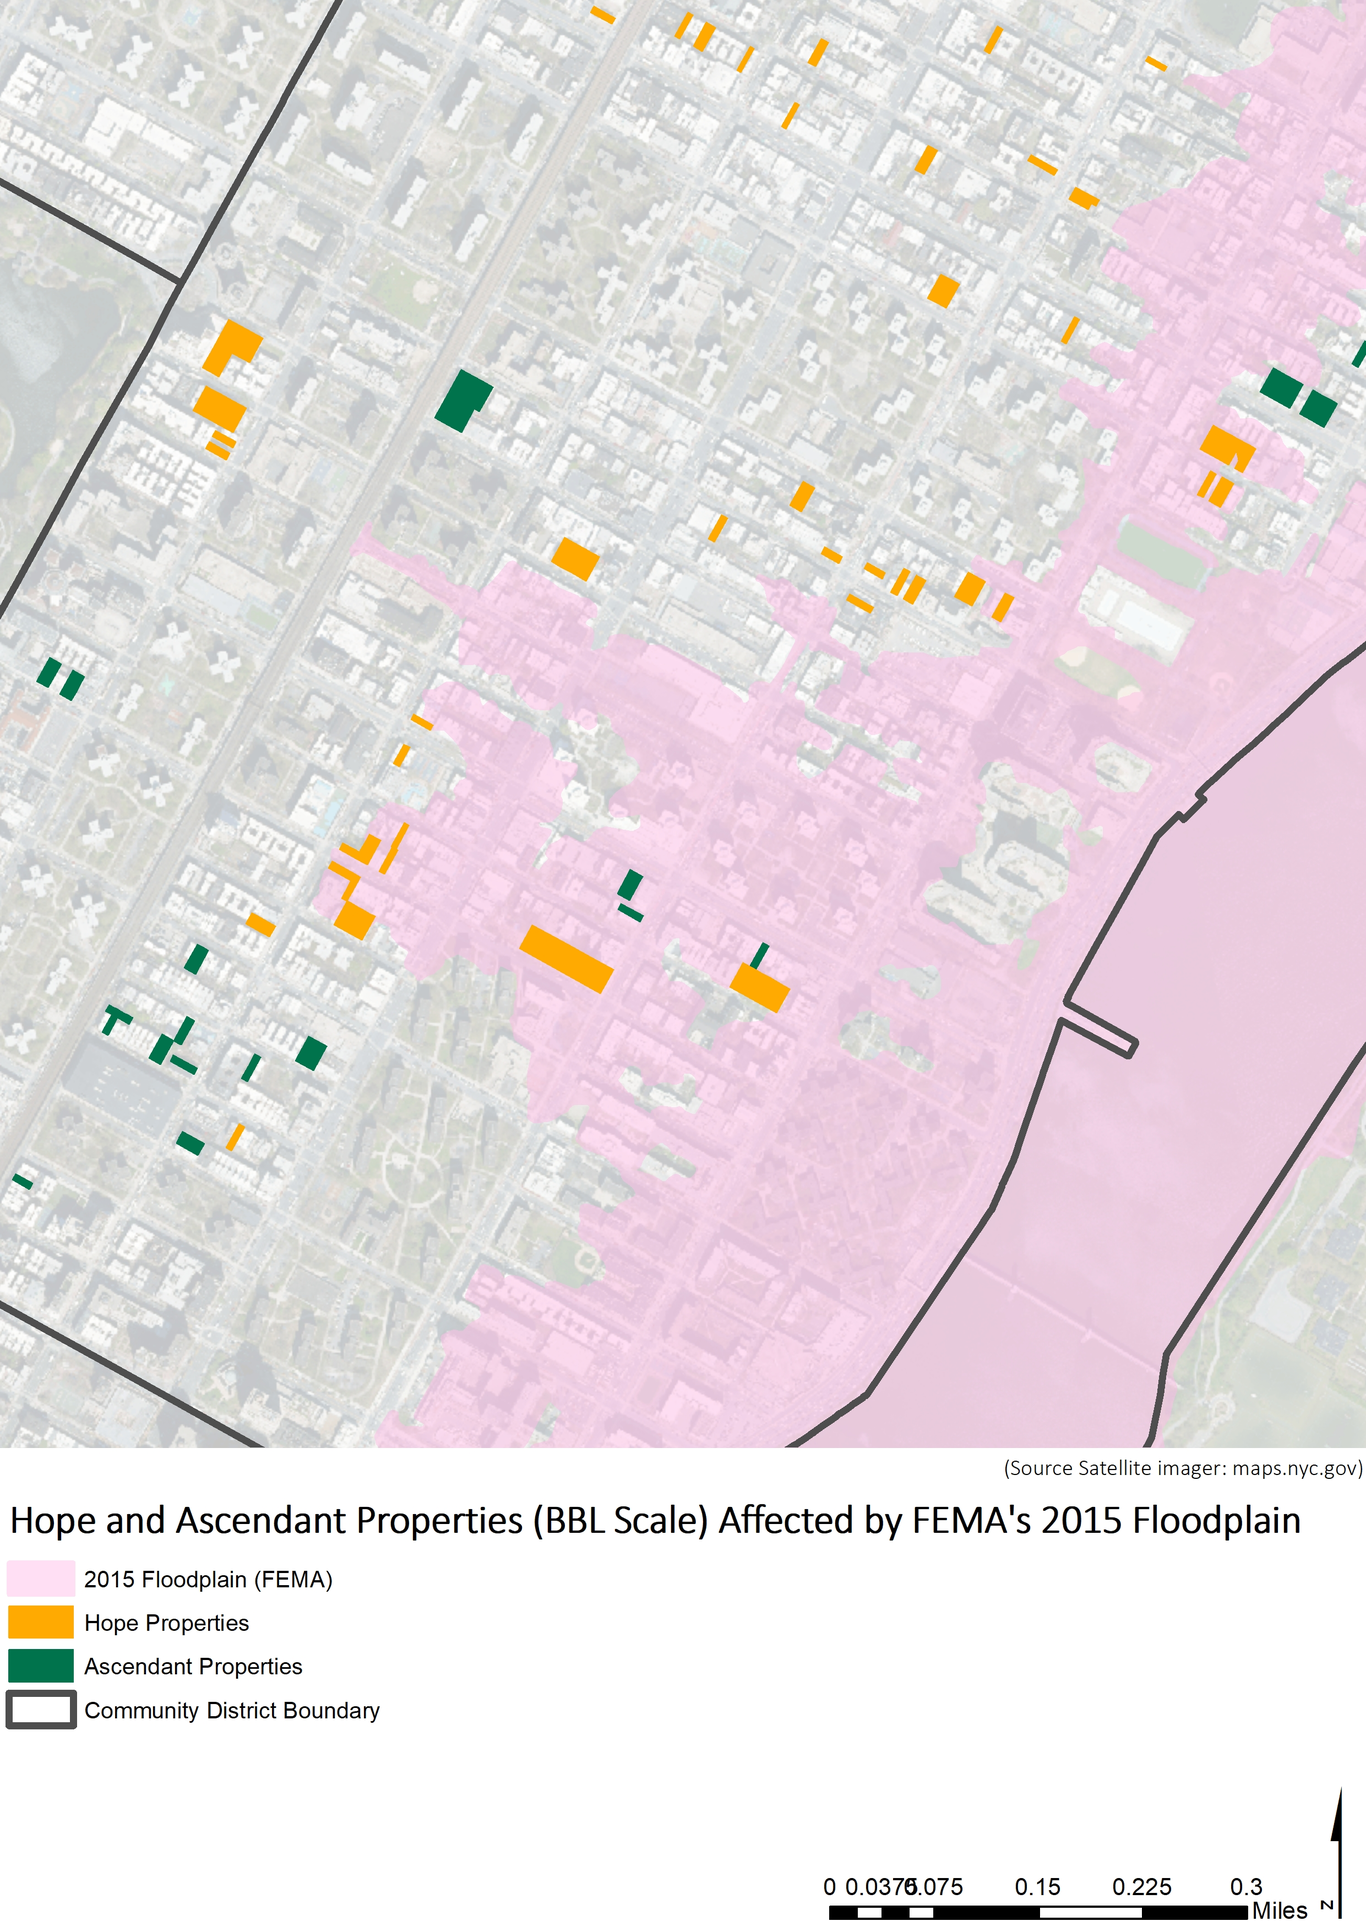 (Source Satellite imager: maps.nyc.gov)
Hope and Ascendant Properties (BBL Scale) Affected by FEMA's 2015 Floodplain
2015 Floodplain (FEMA)
Hope Properties
Ascendant Properties
Community District Boundary
0 0.0375 0.075 0.15 0.225 0.3
Miles
N